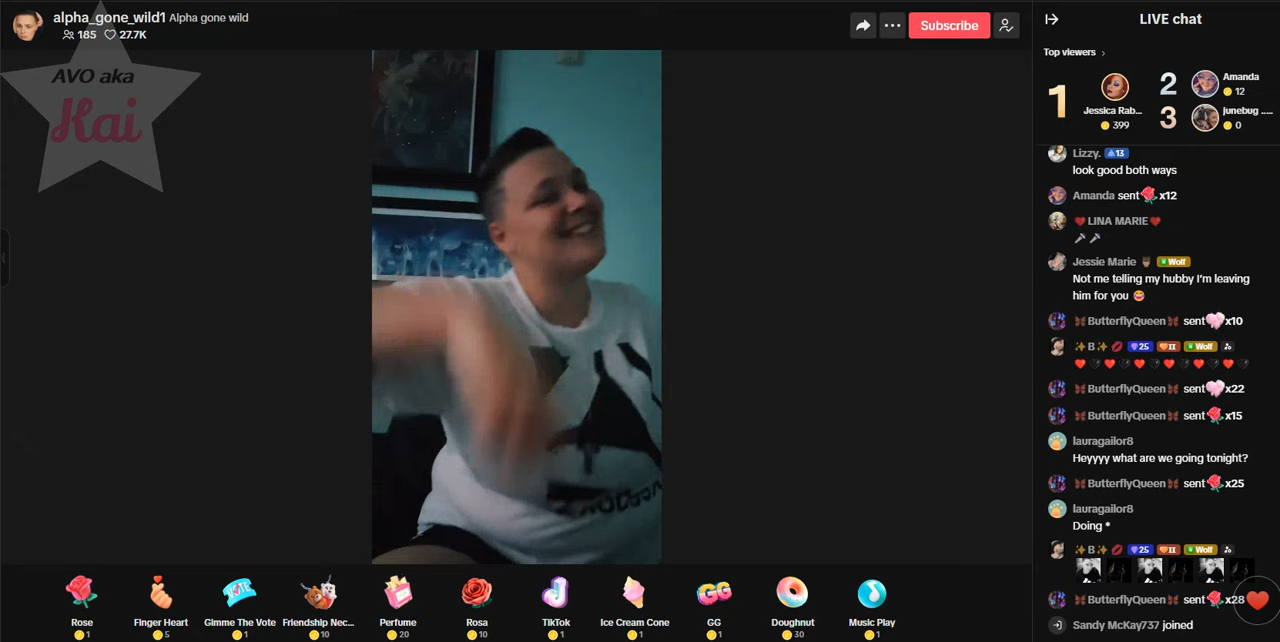 alpha_gone_wild1 Alpha gone wild
185 27.7K
Subscribe
AVO aka
Kai
LIVE chat
Top viewers
1
Jessica Rab...
399
2
Amanda
12
3
junebug .....
0
Lizzy. 13
look good both ways
Amanda sent x12
LINA MARIE
Jessie Marie Wolf
Not me telling my hubby I'm leaving
him for you
ButterflyQueen sent x10
B 25 II Wolf
ButterflyQueen sent x22
ButterflyQueen sent x15
lauragailor8
Heyyyy what are we going tonight?
ButterflyQueen sent x25
lauragailor8
Doing *
B 25 II Wolf
ButterflyQueen sent x28
Sandy McKay737 joined
Rose
1
Finger Heart
5
VOTE
Gimme The Vote
1
Friendship Nec...
10
Perfume
20
Rosa
10
TikTok
1
Ice Cream Cone
1
GG
GG
1
Doughnut
30
Music Play
1